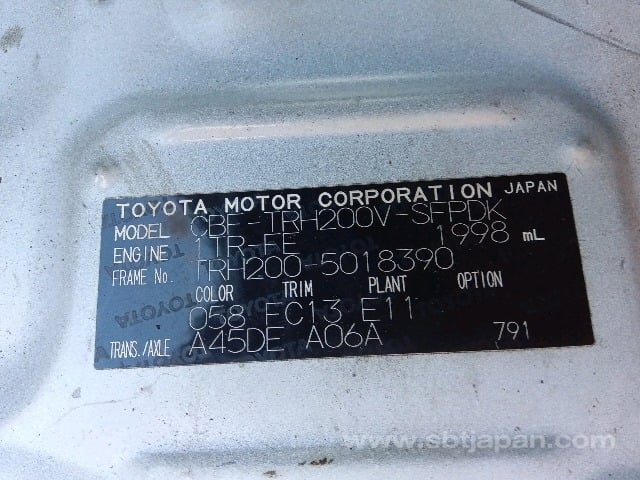 TOYOTA MOTOR CORPORATION JAPAN
MODEL CBF-TRH200V-SFPDK
ENGINE 1TR-FE 1998 mL
FRAME No. TRH200-5018390
COLOR TRIM PLANT OPTION
058 FC13 E11
TRANS./AXLE A45DE A06A 791
www.sbtjapan.com